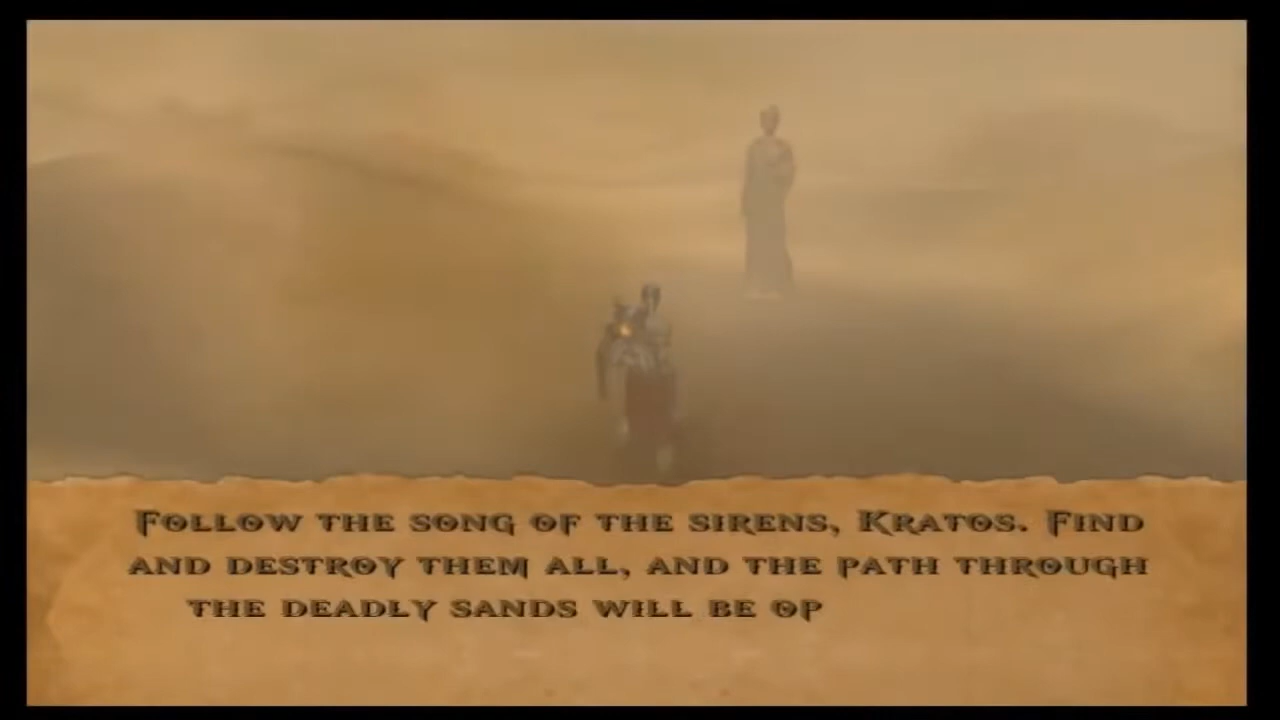 Follow the song of the sirens, Kratos. Find
and destroy them all, and the path through
the deadly sands will be op